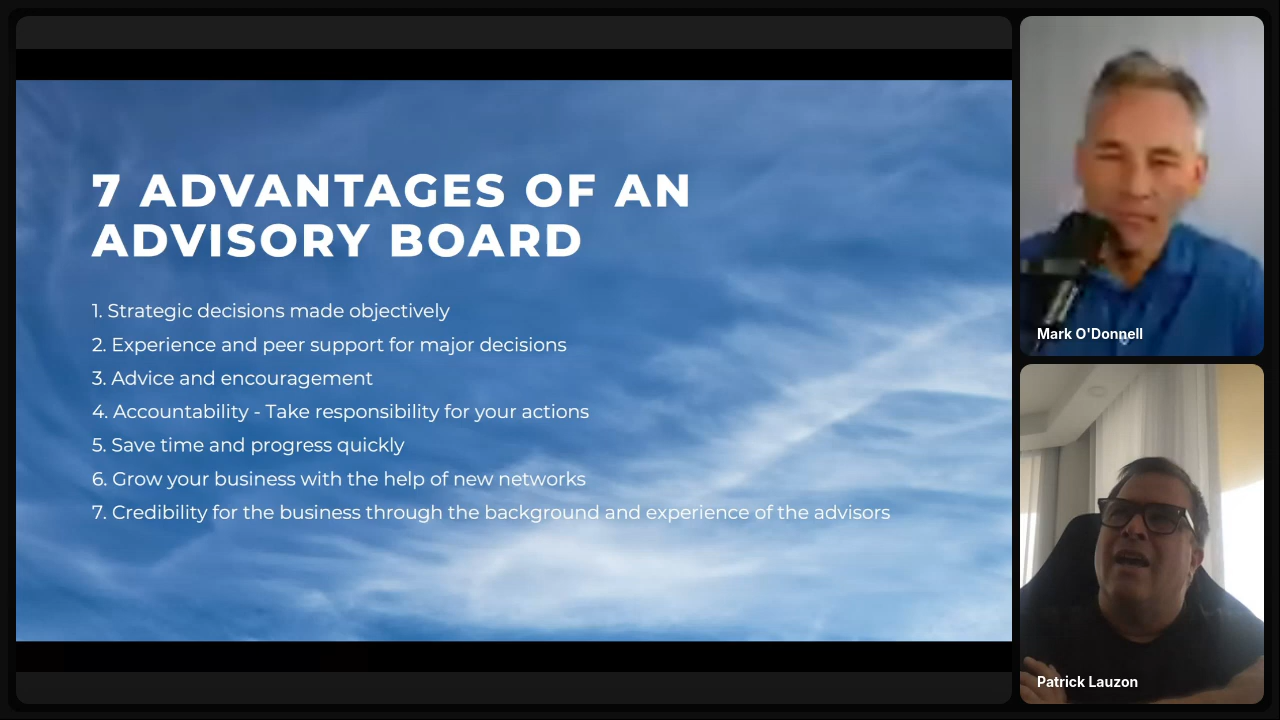 7 ADVANTAGES OF AN
ADVISORY BOARD
1. Strategic decisions made objectively
2. Experience and peer support for major decisions
3. Advice and encouragement
4. Accountability - Take responsibility for your actions
5. Save time and progress quickly
6. Grow your business with the help of new networks
7. Credibility for the business through the background and experience of the advisors
Mark O'Donnell
Patrick Lauzon